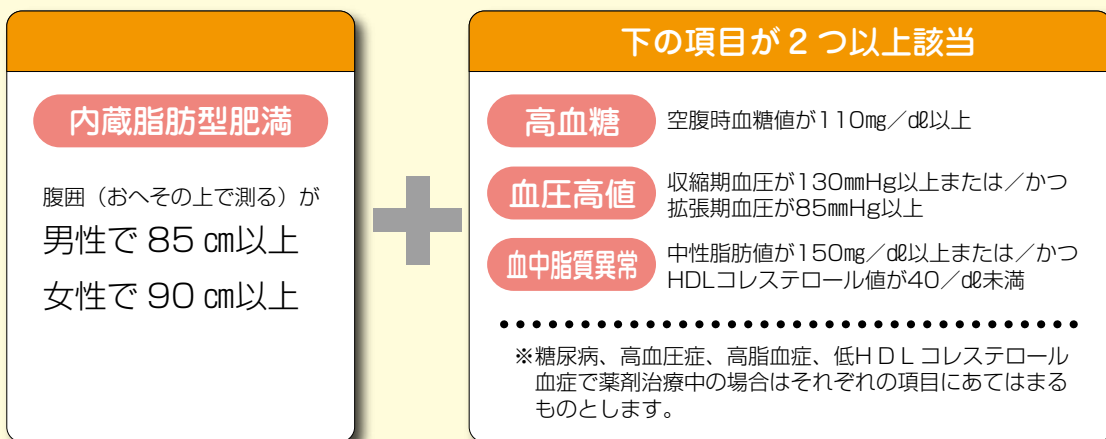 内蔵脂肪型肥満
腹囲（おへその上で測る）が
男性で 85 ㎝以上
女性で 90 ㎝以上
下の項目が 2 つ以上該当
高血糖
空腹時血糖値が110㎎／㎗以上
血圧高値
収縮期血圧が130㎜Hg以上または／かつ
拡張期血圧が85㎜Hg以上
血中脂質異常
中性脂肪値が150㎎／㎗以上または／かつ
HDLコレステロール値が40／㎗未満
※糖尿病、高血圧症、高脂血症、低ＨＤＬコレステロール
血症で薬剤治療中の場合はそれぞれの項目にあてはまる
ものとします。